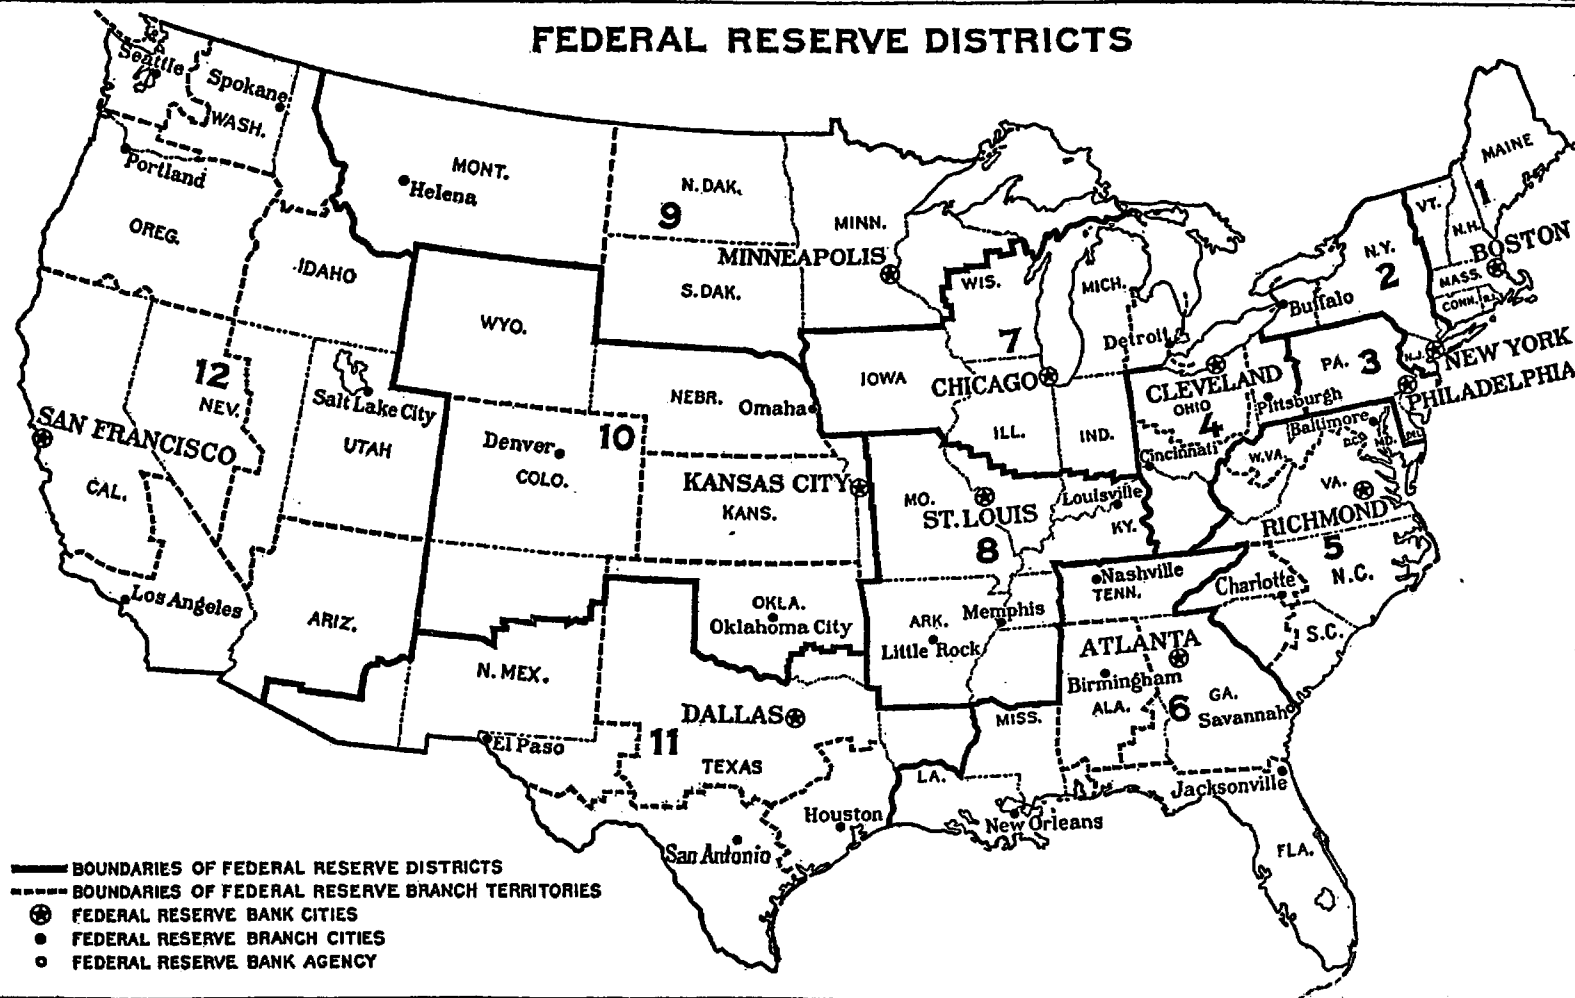 FEDERAL RESERVE DISTRICTS
Seattle
Spokane
WASH.
Portland
OREG.
MONT.
Helena
IDAHO
N.DAK.
9
MINN.
MINNEAPOLIS
S.DAK.
WYO.
WIS.
MICH.
7
Detroit
MAINE
1
VT.
N.H.
BOSTON
MASS.
CONN.
R.I.
N.Y.
2
Buffalo
NEW YORK
N.J.
PA. 3
PHILADELPHIA
Pittsburgh
CLEVELAND
OHIO
4
Cincinnati
Baltimore
D.C.
MD.
DEL.
W.VA.
VA.
RICHMOND
5
N.C.
Charlotte
S.C.
12
NEV.
SAN FRANCISCO
CAL.
Los Angeles
Salt Lake City
UTAH
ARIZ.
Denver
COLO.
10
NEBR.
Omaha
IOWA
CHICAGO
ILL.
IND.
KANSAS CITY
KANS.
MO.
ST. LOUIS
8
Louisville
KY.
Nashville
TENN.
OKLA.
Oklahoma City
ARK.
Little Rock
Memphis
ATLANTA
Birmingham
ALA.
6
GA.
Savannah
Jacksonville
FLA.
N. MEX.
El Paso
DALLAS
11
TEXAS
Houston
San Antonio
MISS.
LA.
New Orleans
BOUNDARIES OF FEDERAL RESERVE DISTRICTS
BOUNDARIES OF FEDERAL RESERVE BRANCH TERRITORIES
FEDERAL RESERVE BANK CITIES
FEDERAL RESERVE BRANCH CITIES
FEDERAL RESERVE BANK AGENCY